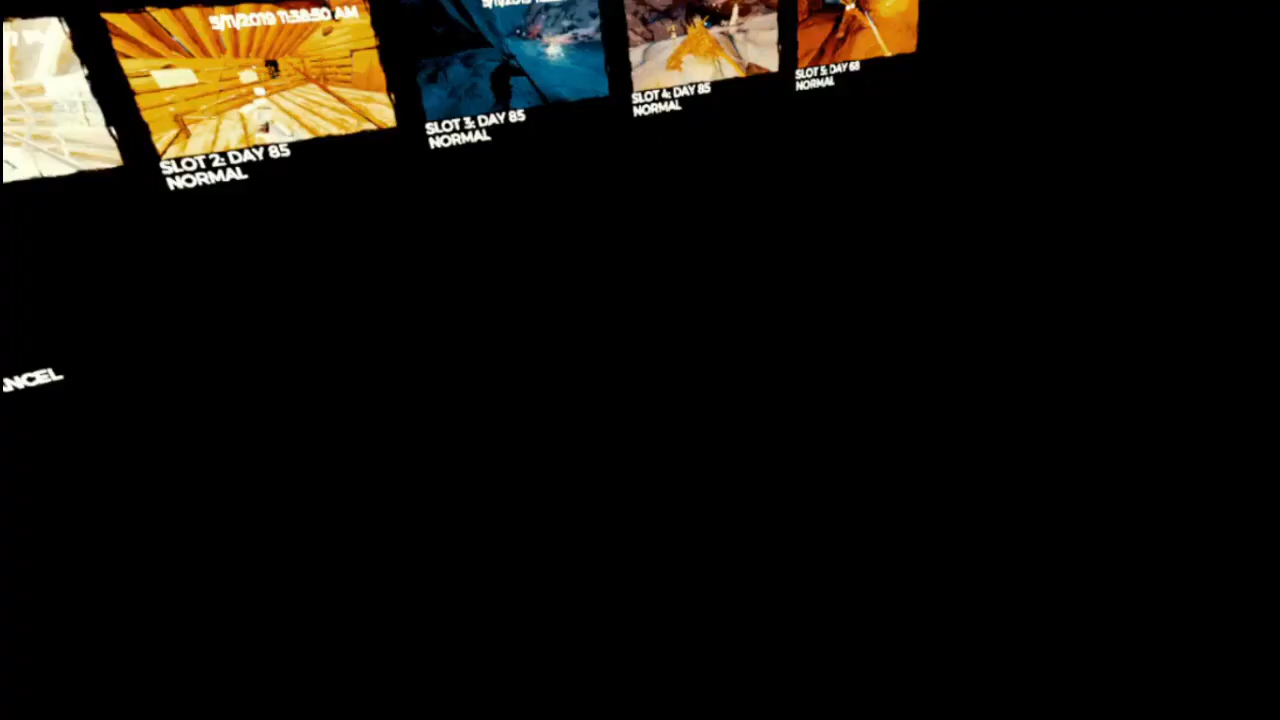 5/11/2019 11:38:50 AM
SLOT 2: DAY 85
NORMAL
SLOT 3: DAY 85
NORMAL
SLOT 4: DAY 85
NORMAL
SLOT 5: DAY 68
NORMAL